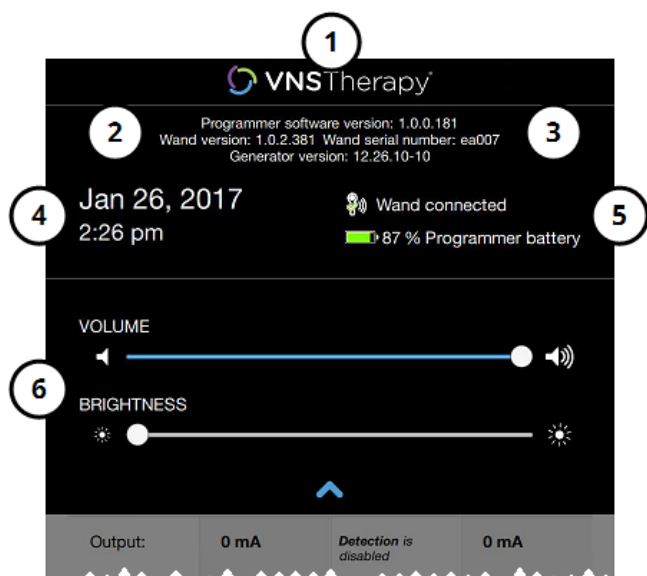 1
VNSTherapy
2
3
Programmer software version: 1.0.0.181
Wand version: 1.0.2.381 Wand serial number: ea007
Generator version: 12.26.10-10
4
Jan 26, 2017
2:26 pm
Wand connected
87 % Programmer battery
5
VOLUME
6
BRIGHTNESS
Output: 0 mA Detection is 0 mA
disabled